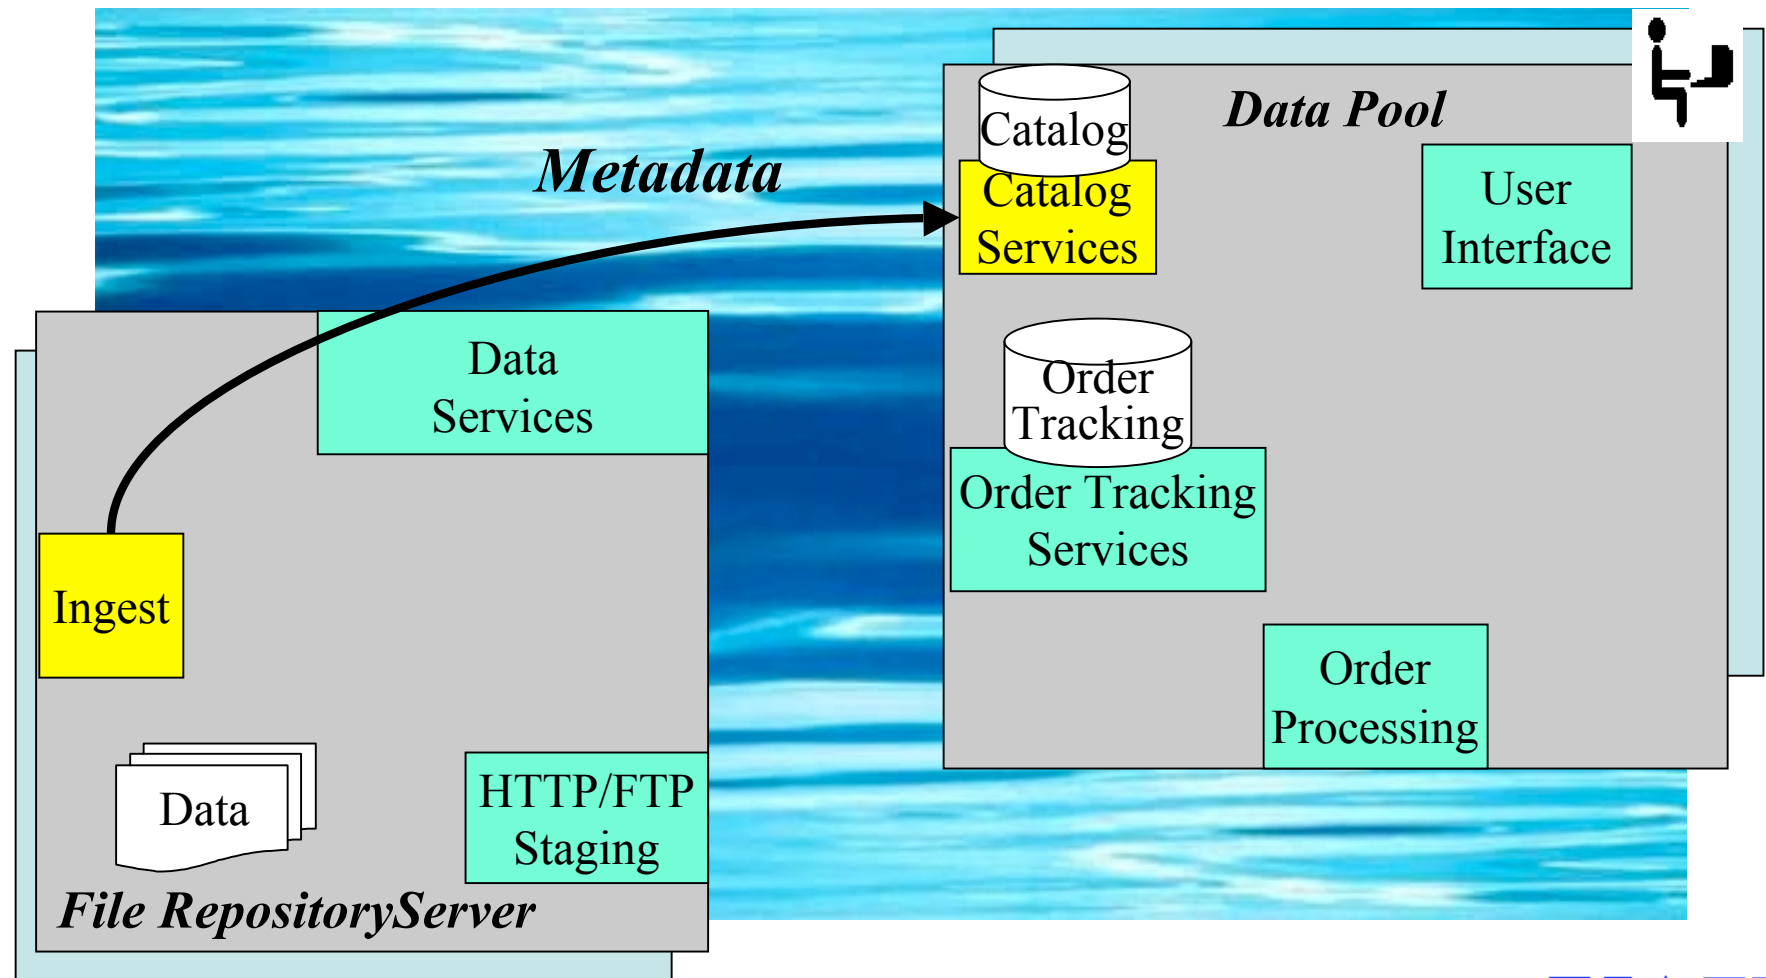 Metadata
Data Pool
Catalog
Catalog
Services
User
Interface
Order
Tracking
Order Tracking
Services
Order
Processing
Data
Services
Ingest
Data
HTTP/FTP
Staging
File RepositoryServer